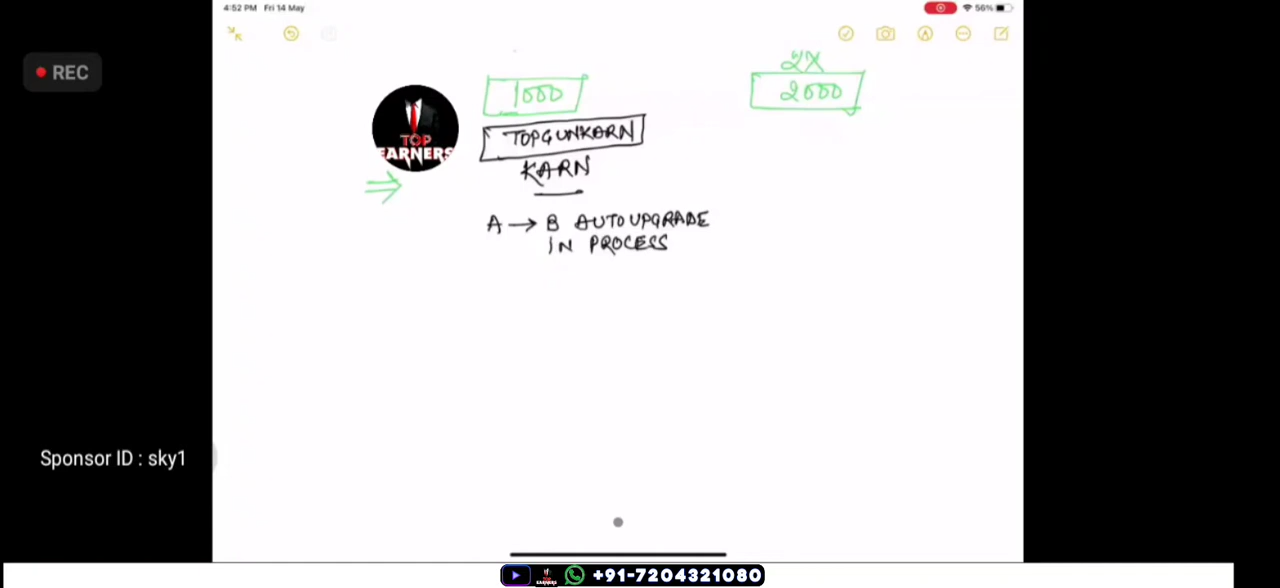 4:52 PM Fri 14 May
56%
REC
2X
1000
2000
TOPGUNKARN
TOP
EARNERS
KARN
A → B AUTOUPGRADE
IN PROCESS
Sponsor ID : sky1
+91-7204321080